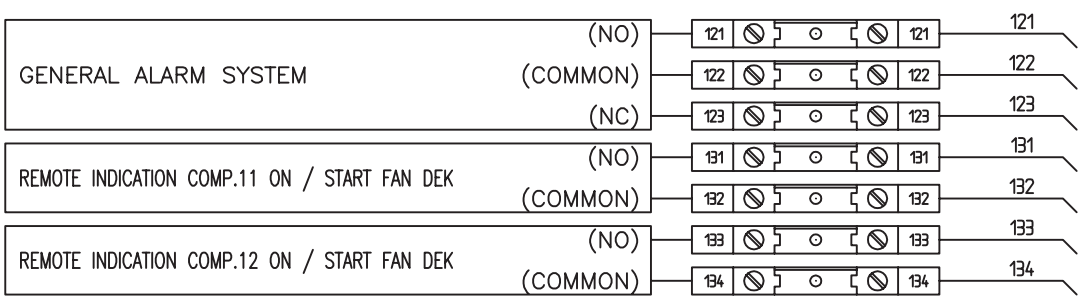 (NO) 121 121 121
GENERAL ALARM SYSTEM (COMMON) 122 122 122
(NC) 123 123 123
(NO) 131 131 131
REMOTE INDICATION COMP.11 ON / START FAN DEK
(COMMON) 132 132 132
(NO) 133 133 133
REMOTE INDICATION COMP.12 ON / START FAN DEK
(COMMON) 134 134 134